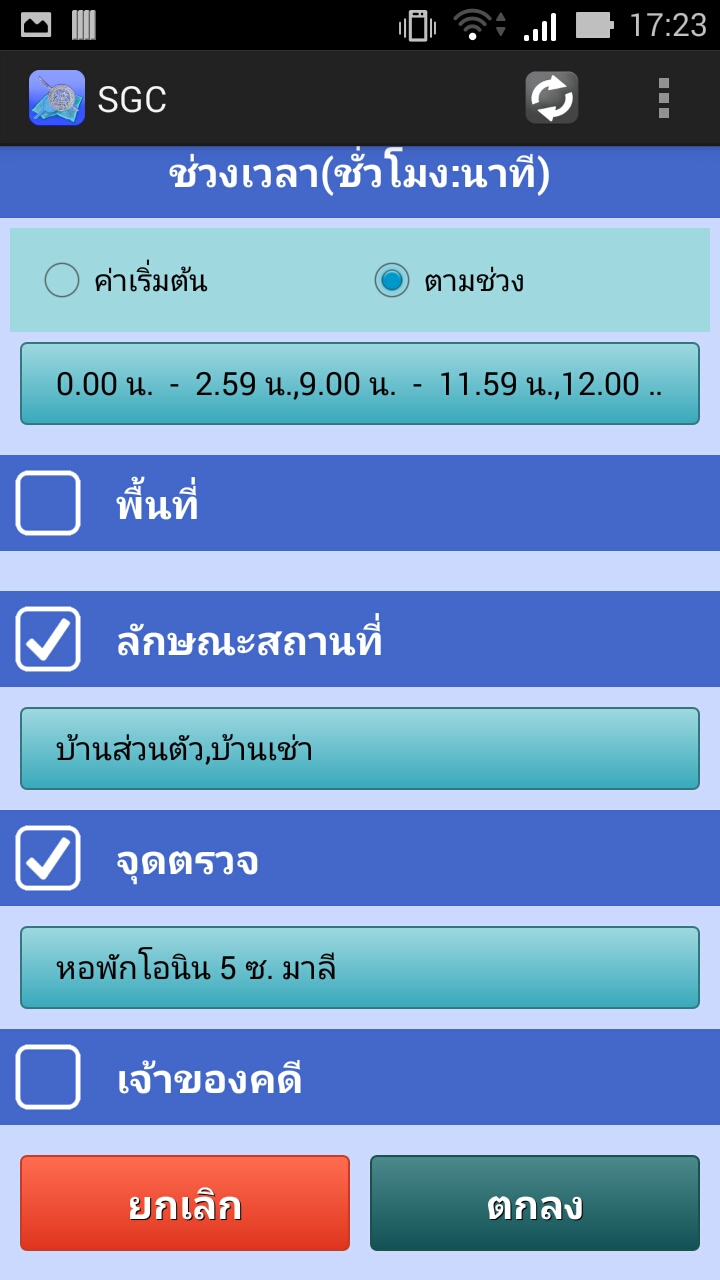 17:23
SGC
ช่วงเวลา(ชั่วโมง:นาที)
ค่าเริ่มต้น
ตามช่วง
0.00 น. - 2.59 น.,9.00 น. - 11.59 น.,12.00 ..
พื้นที่
ลักษณะสถานที่
บ้านส่วนตัว,บ้านเช่า
จุดตรวจ
หอพักโอนิน 5 ซ. มาลี
เจ้าของคดี
ยกเลิก
ตกลง